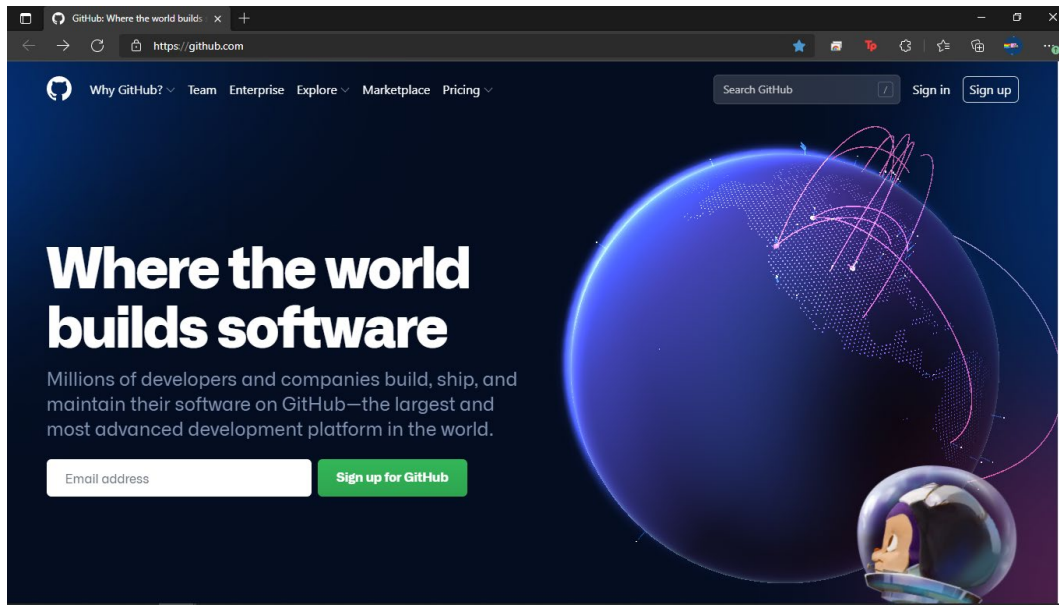 GitHub: Where the world builds
https://github.com
Tp
Why GitHub? Team Enterprise Explore Marketplace Pricing
Search GitHub /
Sign in Sign up
Where the world
builds software
Millions of developers and companies build, ship, and
maintain their software on GitHub—the largest and
most advanced development platform in the world.
Email address
Sign up for GitHub